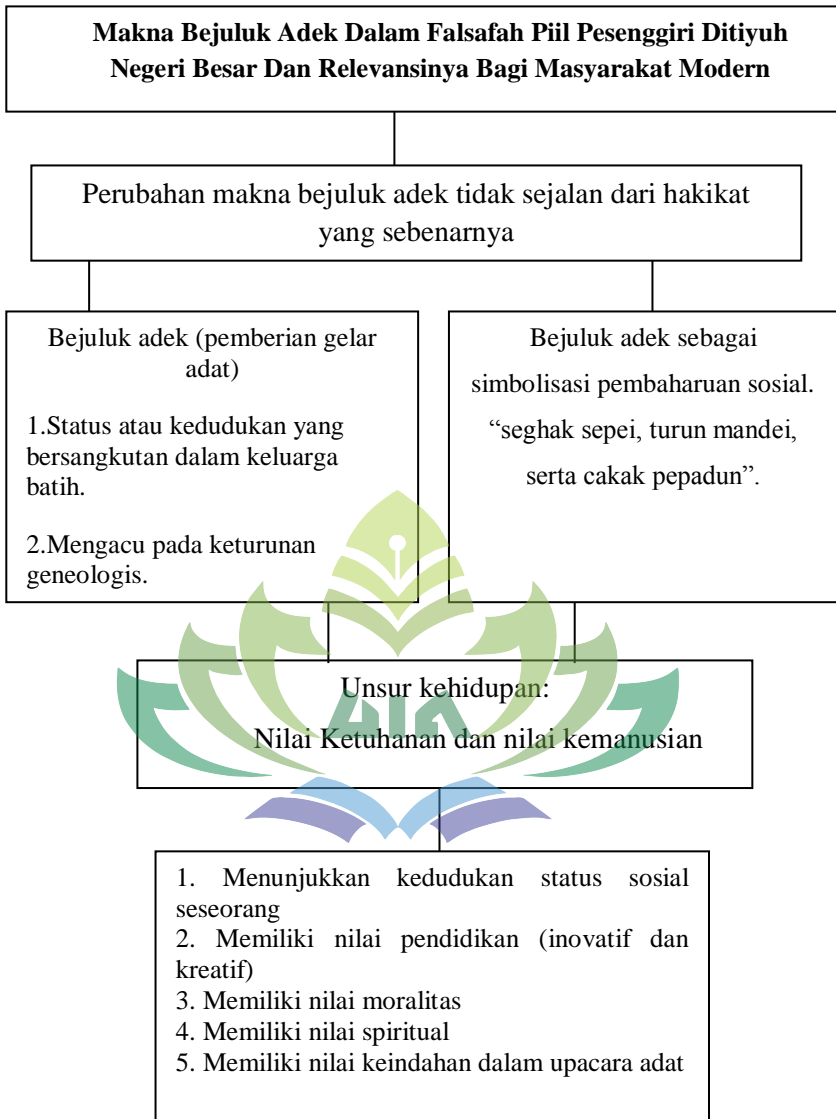 Makna Bejuluk Adek Dalam Falsafah Piil Pesenggiri Ditiyuh
Negeri Besar Dan Relevansinya Bagi Masyarakat Modern
Perubahan makna bejuluk adek tidak sejalan dari hakikat
yang sebenarnya
Bejuluk adek (pemberian gelar
adat)
1.Status atau kedudukan yang
bersangkutan dalam keluarga
batih.
2.Mengacu pada keturunan
geneologis.
Bejuluk adek sebagai
simbolisasi pembaharuan sosial.
“seghak sepei, turun mandei,
serta cakak pepadun”.
Unsur kehidupan:
Nilai Ketuhanan dan nilai kemanusian
1. Menunjukkan kedudukan status sosial
seseorang
2. Memiliki nilai pendidikan (inovatif dan
kreatif)
3. Memiliki nilai moralitas
4. Memiliki nilai spiritual
5. Memiliki nilai keindahan dalam upacara adat